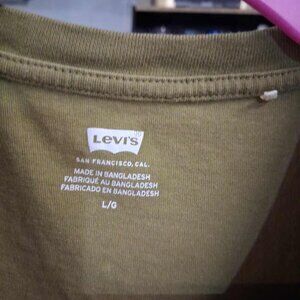 Levi's
SAN FRANCISCO, CAL.
MADE IN BANGLADESH
FABRIQUÉ AU BANGLADESH
FABRICADO EN BANGLADESH
L/G